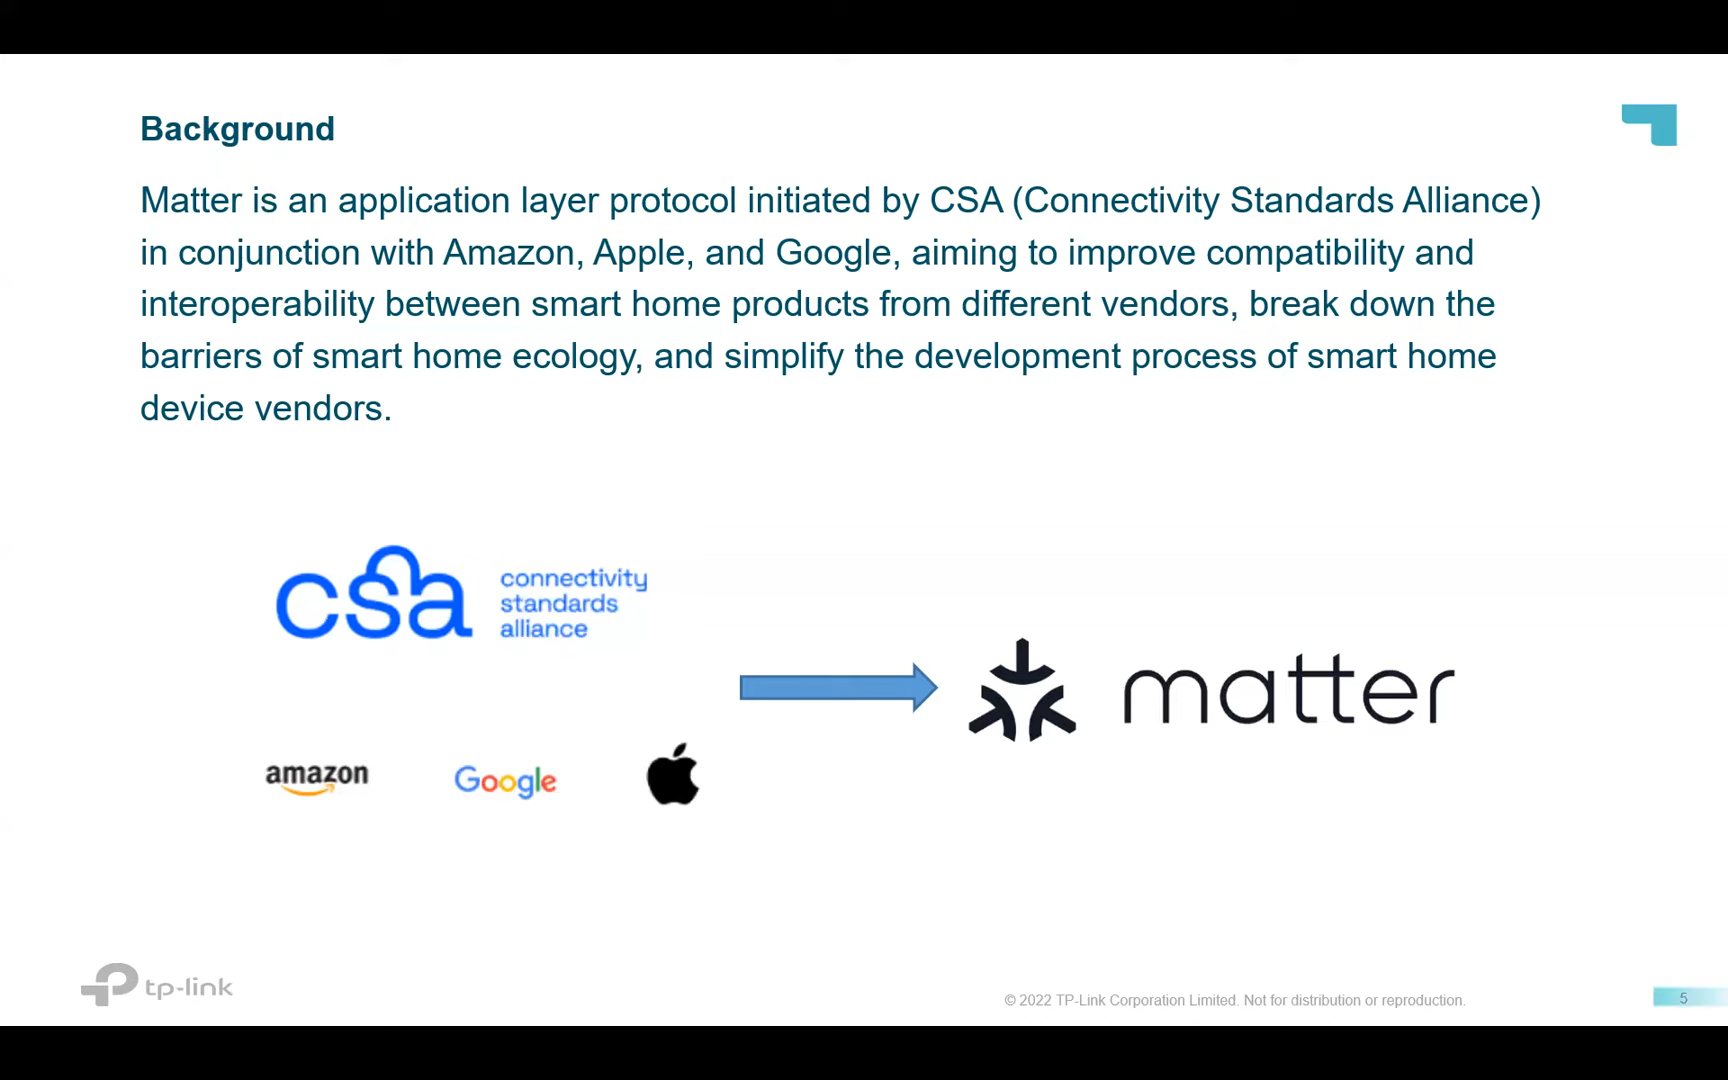 Background
Matter is an application layer protocol initiated by CSA (Connectivity Standards Alliance)
in conjunction with Amazon, Apple, and Google, aiming to improve compatibility and
interoperability between smart home products from different vendors, break down the
barriers of smart home ecology, and simplify the development process of smart home
device vendors.
csa
connectivity
standards
alliance
matter
amazon
Google
tp-link
© 2022 TP-Link Corporation Limited. Not for distribution or reproduction.
5